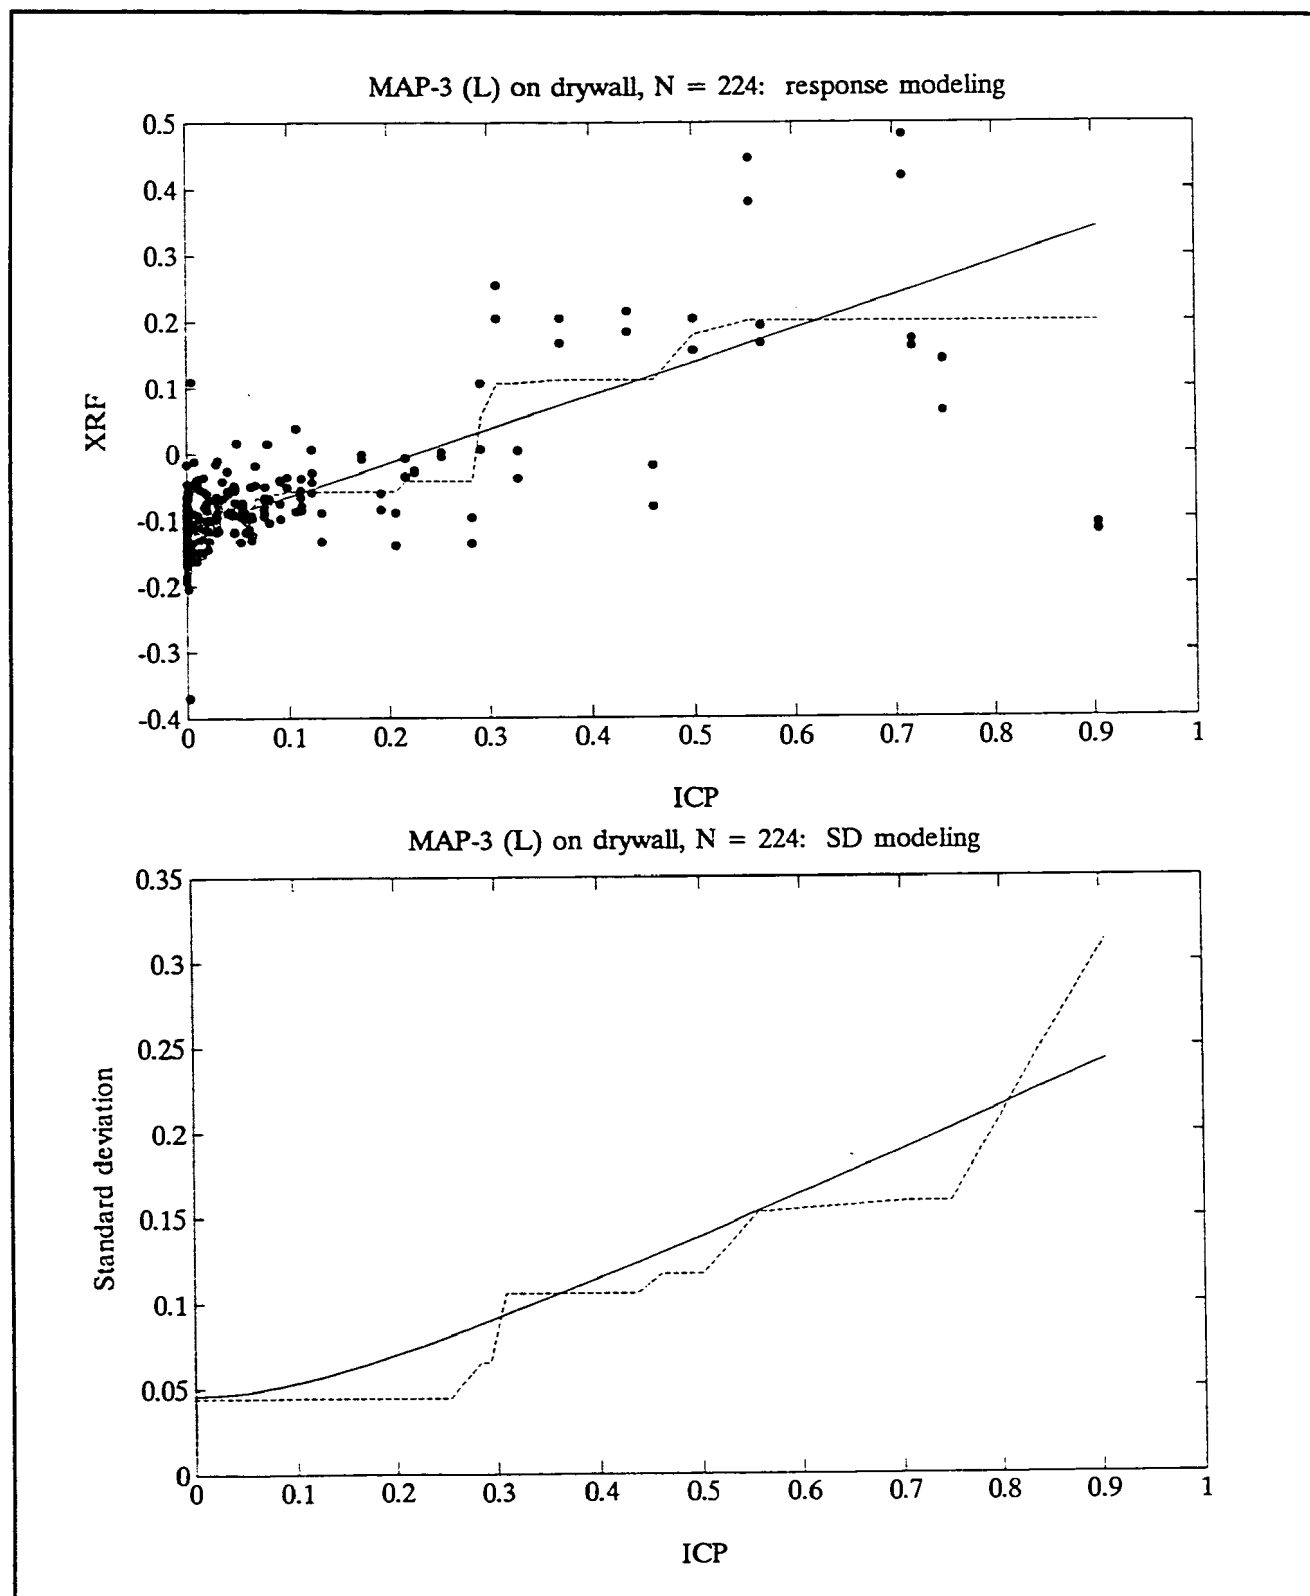 MAP-3 (L) on drywall, N = 224: response modeling
0.5
0.4
0.3
0.2
0.1
0
-0.1
-0.2
-0.3
-0.4
XRF
0 0.1 0.2 0.3 0.4 0.5 0.6 0.7 0.8 0.9 1
ICP
MAP-3 (L) on drywall, N = 224: SD modeling
0.35
0.3
0.25
0.2
0.15
0.1
0.05
0
Standard deviation
0 0.1 0.2 0.3 0.4 0.5 0.6 0.7 0.8 0.9 1
ICP